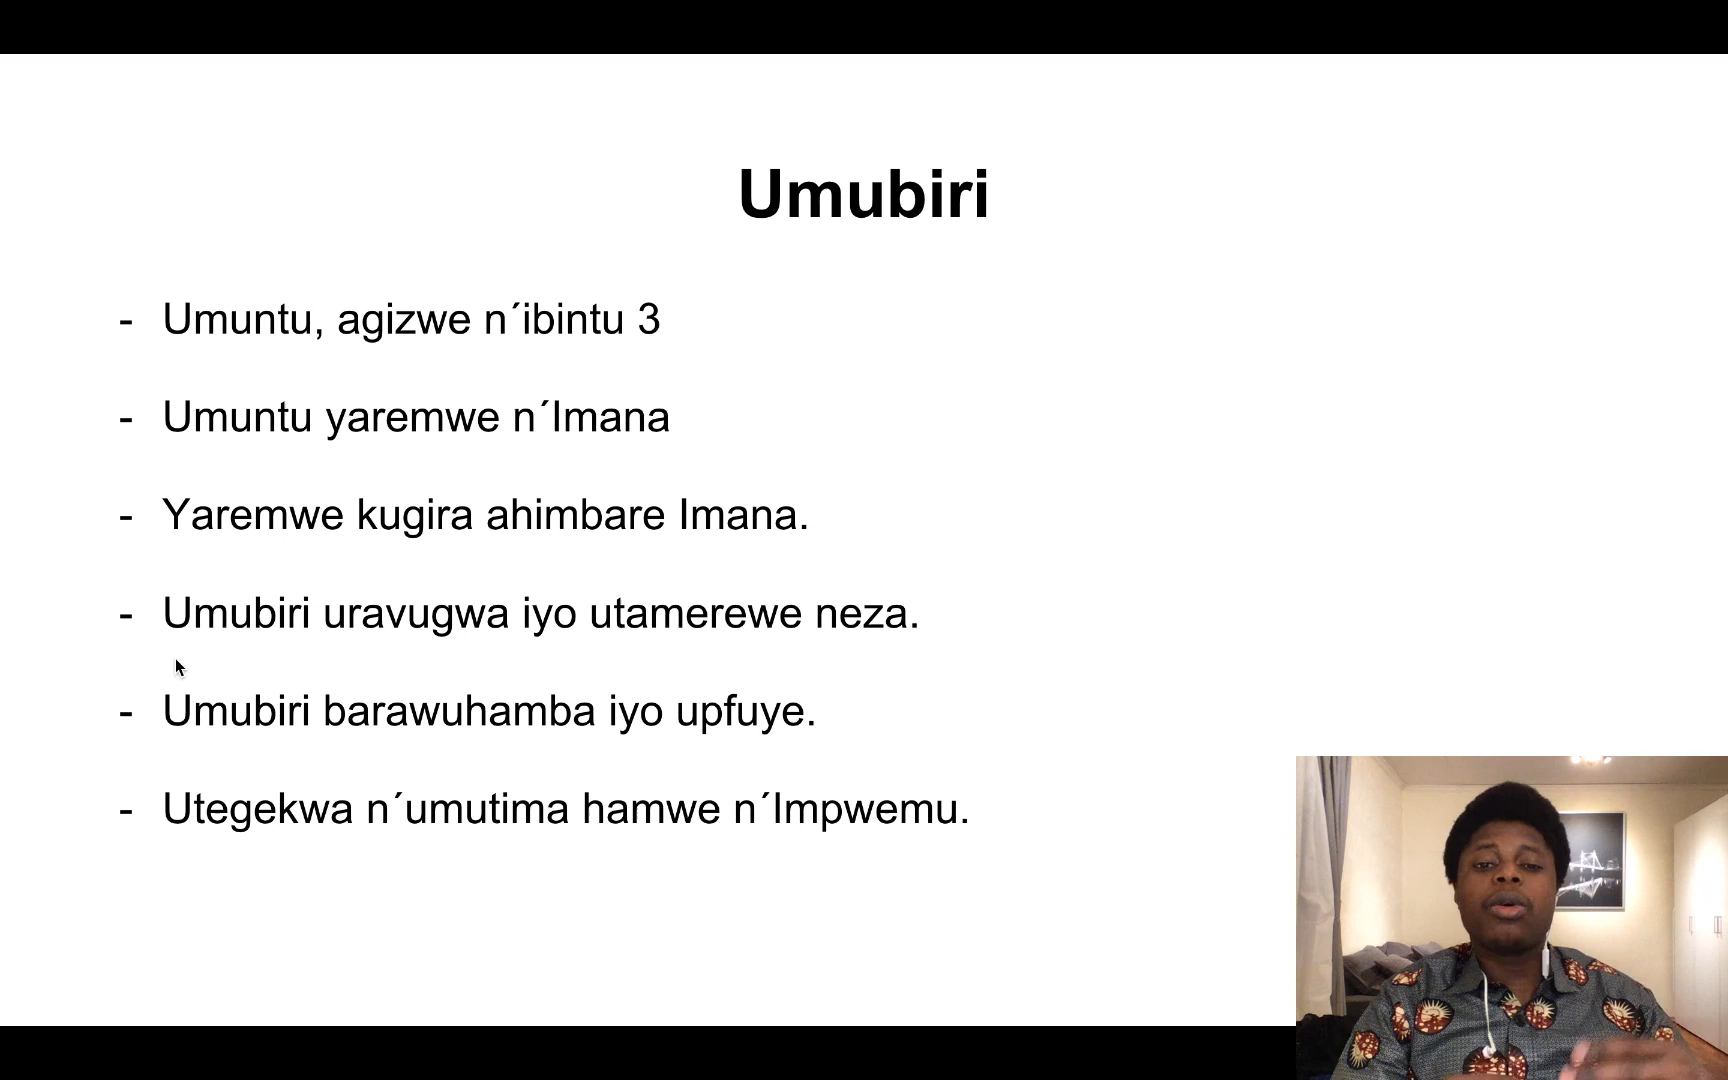 Umubiri
- Umuntu, agizwe n´ibintu 3
- Umuntu yaremwe n´Imana
- Yaremwe kugira ahimbare Imana.
- Umubiri uravugwa iyo utamerewe neza.
- Umubiri barawuhamba iyo upfuye.
- Utegekwa n´umutima hamwe n´Impwemu.